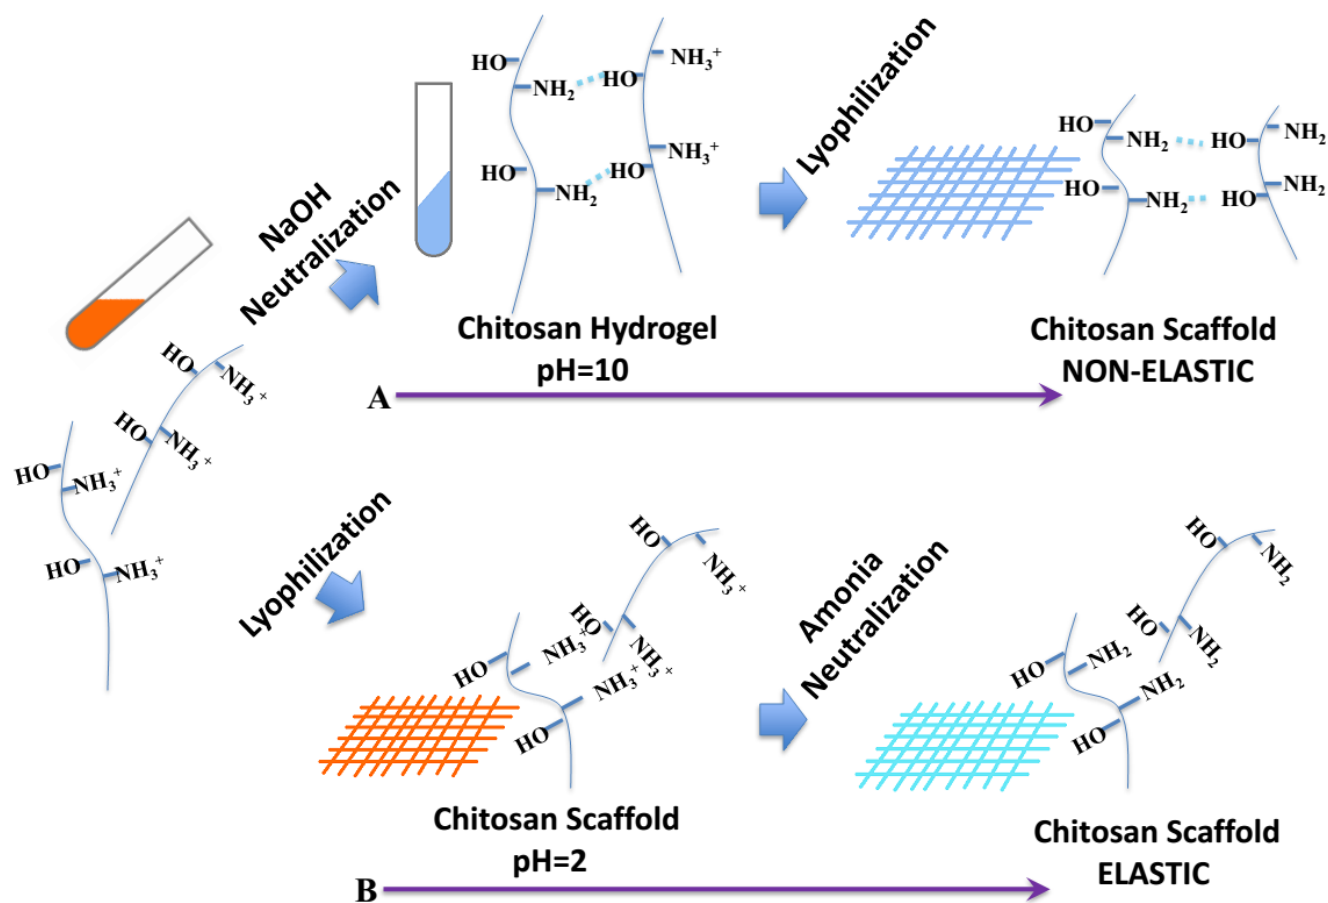 HO
NH₃⁺
HO
NH₃⁺
HO
NH₃⁺
HO
NH₃⁺
NaOH
Neutralization
HO
NH₂
HO
NH₃⁺
HO
NH₂
HO
NH₃⁺
Chitosan Hydrogel
pH=10
Lyophilization
HO
NH₂
HO
NH₂
HO
NH₂
HO
NH₂
Chitosan Scaffold
NON-ELASTIC
A
Lyophilization
HO
NH₃⁺
HO
NH₃⁺
HO
NH₃⁺
HO
NH₃⁺
Chitosan Scaffold
pH=2
Amonia
Neutralization
HO
NH₂
HO
NH₂
HO
NH₂
HO
NH₂
Chitosan Scaffold
ELASTIC
B